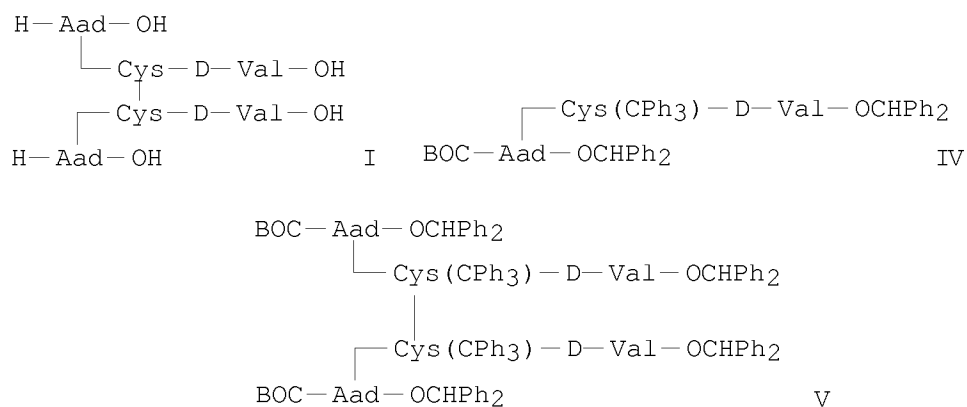 H—Aad—OH
Cys—D—Val—OH
Cys—D—Val—OH
H—Aad—OH
I
Cys(CPh3)—D—Val—OCHPh2
BOC—Aad—OCHPh2
IV
BOC—Aad—OCHPh2
Cys(CPh3)—D—Val—OCHPh2
Cys(CPh3)—D—Val—OCHPh2
BOC—Aad—OCHPh2
V